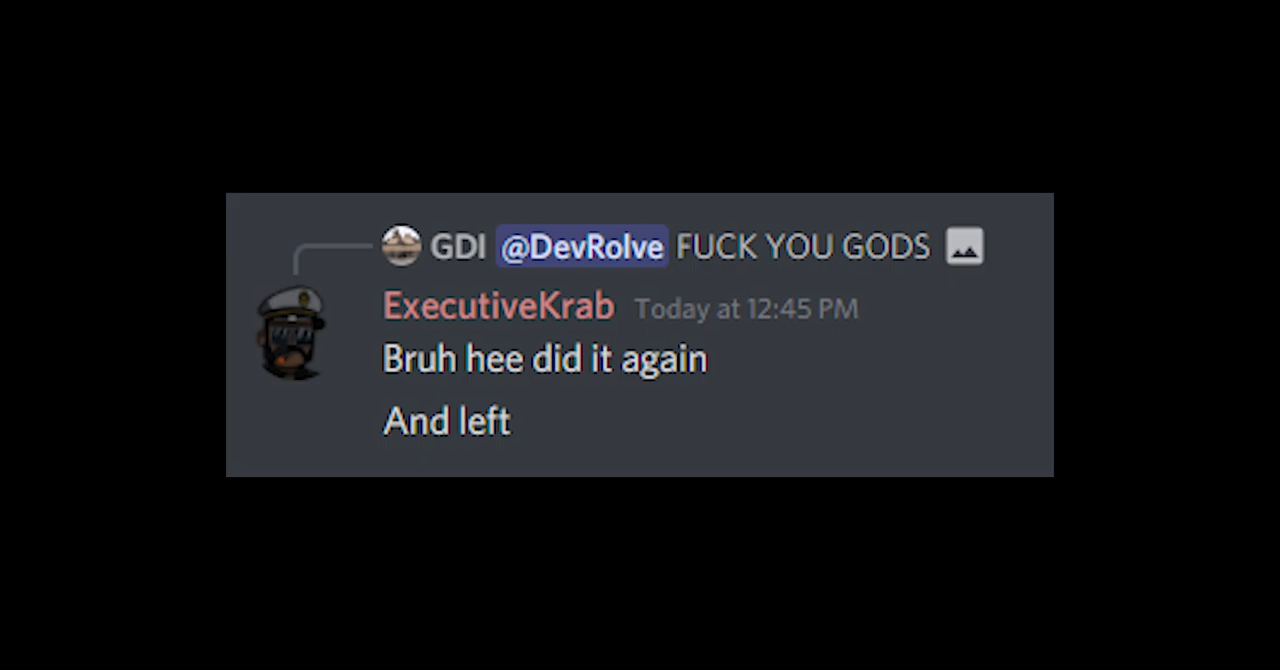 GDI @DevRolve FUCK YOU GODS
ExecutiveKrab Today at 12:45 PM
Bruh hee did it again
And left